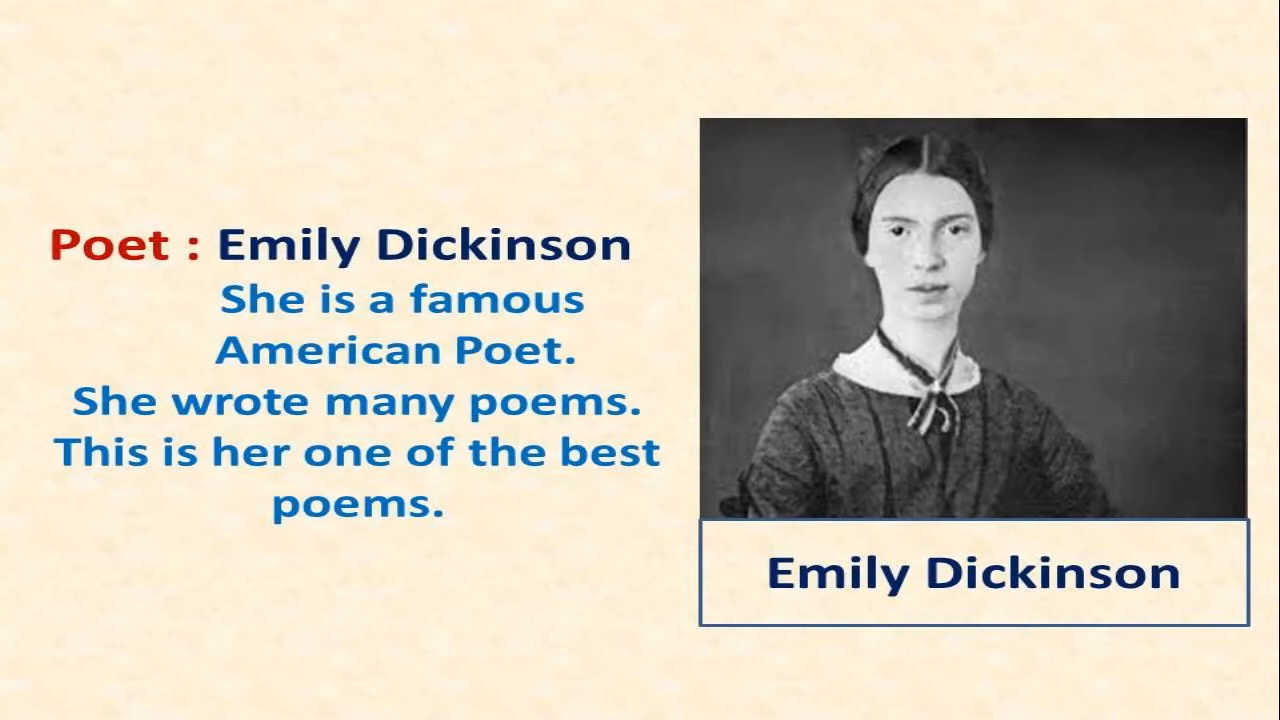 Poet : Emily Dickinson
She is a famous
American Poet.
She wrote many poems.
This is her one of the best
poems.
Emily Dickinson